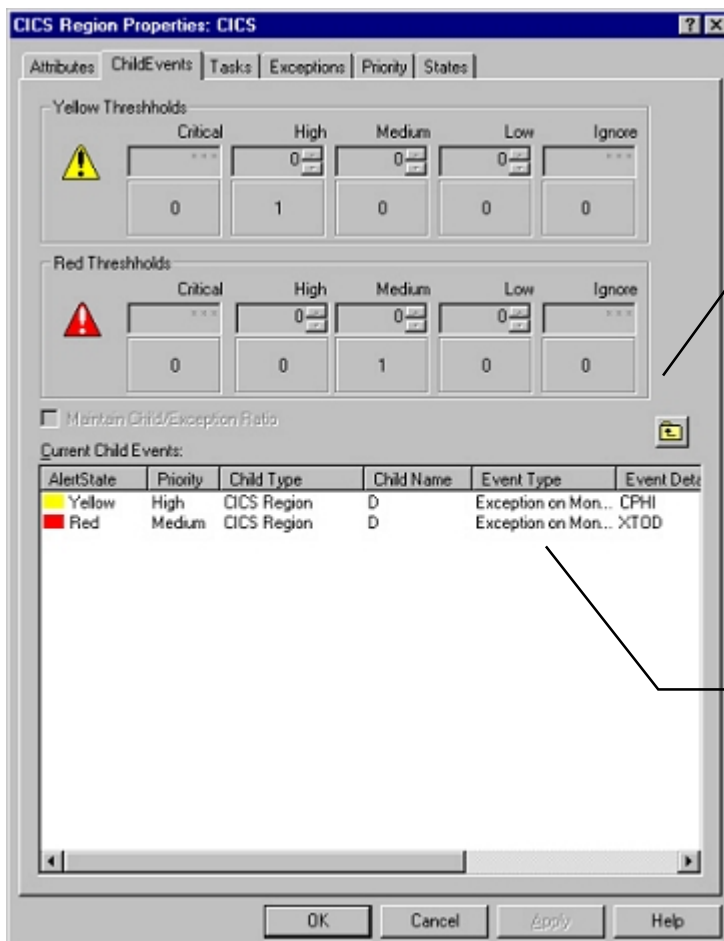 CICS Region Properties: CICS
Attributes ChildEvents Tasks Exceptions Priority States
Yellow Threshholds
Critical High Medium Low Ignore
*** 0 0 0 ***
0 1 0 0 0
Red Threshholds
Critical High Medium Low Ignore
*** 0 0 0 ***
0 0 1 0 0
Maintain Child/Exception Ratio
Current Child Events:
AlertState Priority Child Type Child Name Event Type Event Deta
Yellow High CICS Region D Exception on Mon... CPHI
Red Medium CICS Region D Exception on Mon... XTOD
OK Cancel Apply Help